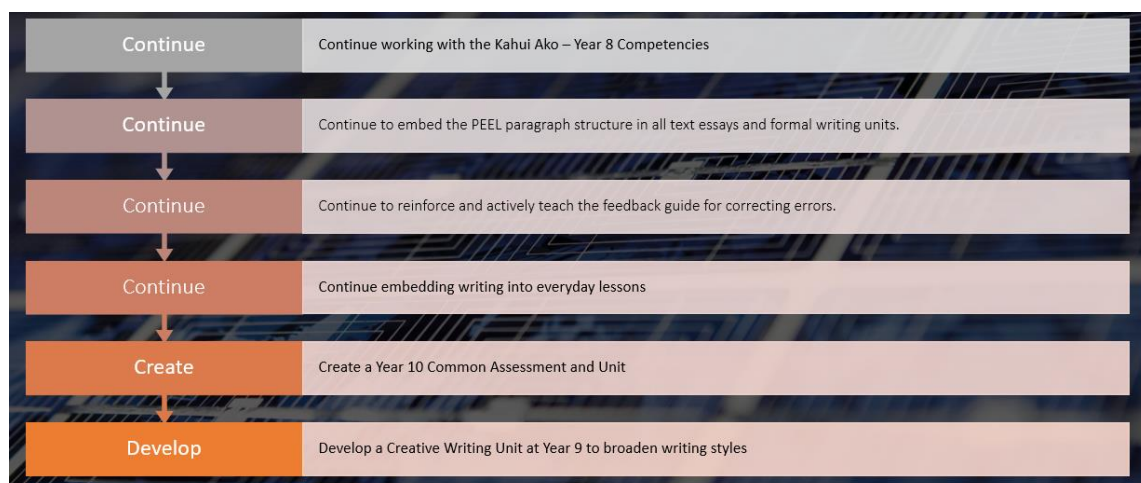 Continue
Continue working with the Kahui Ako – Year 8 Competencies
Continue
Continue to embed the PEEL paragraph structure in all text essays and formal writing units.
Continue
Continue to reinforce and actively teach the feedback guide for correcting errors.
Continue
Continue embedding writing into everyday lessons
Create
Create a Year 10 Common Assessment and Unit
Develop
Develop a Creative Writing Unit at Year 9 to broaden writing styles